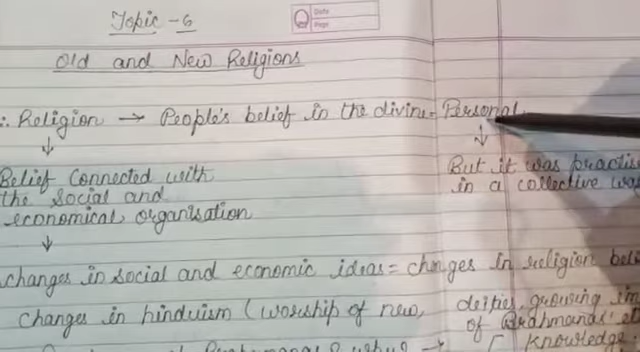 Topic - 6
Date
Page
Old and New Religions
∴ Religion → People's belief in the divine = Personal
↓ ↓
Belief Connected with But it was practis
the social and in a collective wa
economical organisation
↓
changes in social and economic ideas = changes in religion beli
changes in hinduism (worship of new, deities, growing im
of Brahmanas
knowledge